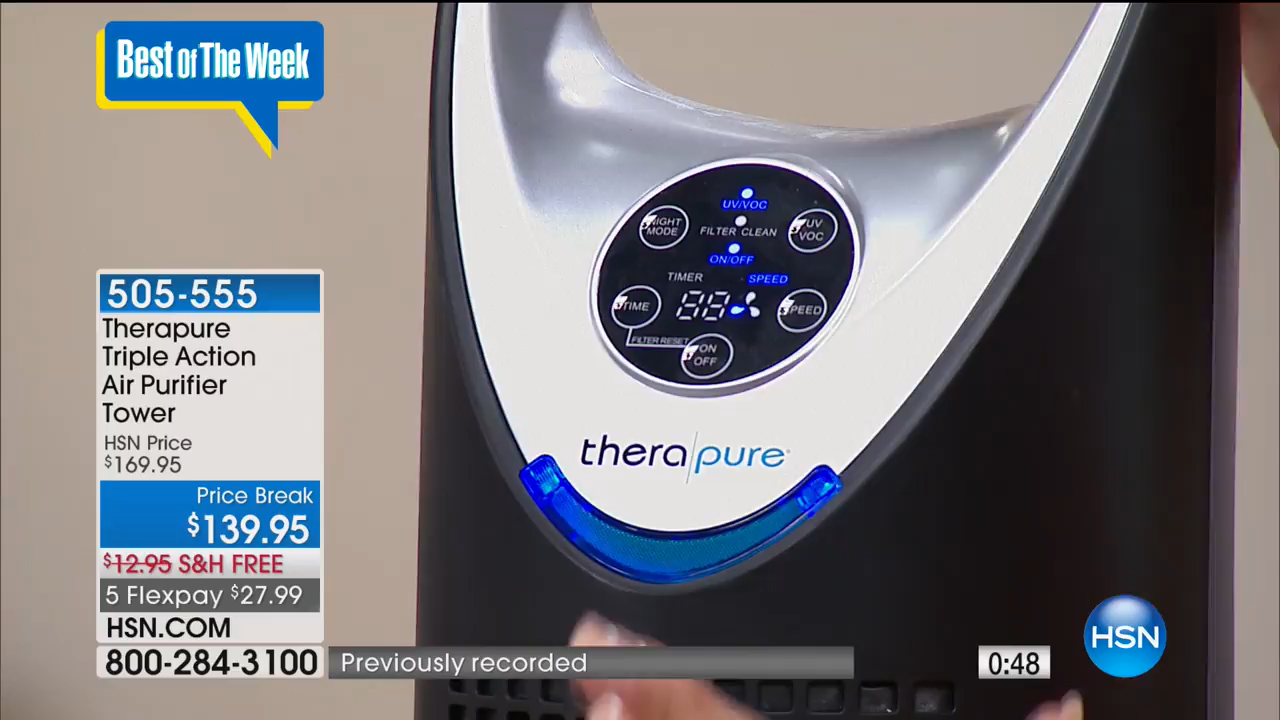 Best of The Week
505-555
Therapure
Triple Action
Air Purifier
Tower
HSN Price
$169.95
Price Break
$139.95
$12.95 S&H FREE
5 Flexpay $27.99
HSN.COM
800-284-3100
Previously recorded
0:48
HSN
UV/VOC
NIGHT
MODE
FILTER CLEAN
UV
VOC
ON/OFF
TIMER
SPEED
TIME
88
SPEED
FILTER RESET
ON
OFF
therapure